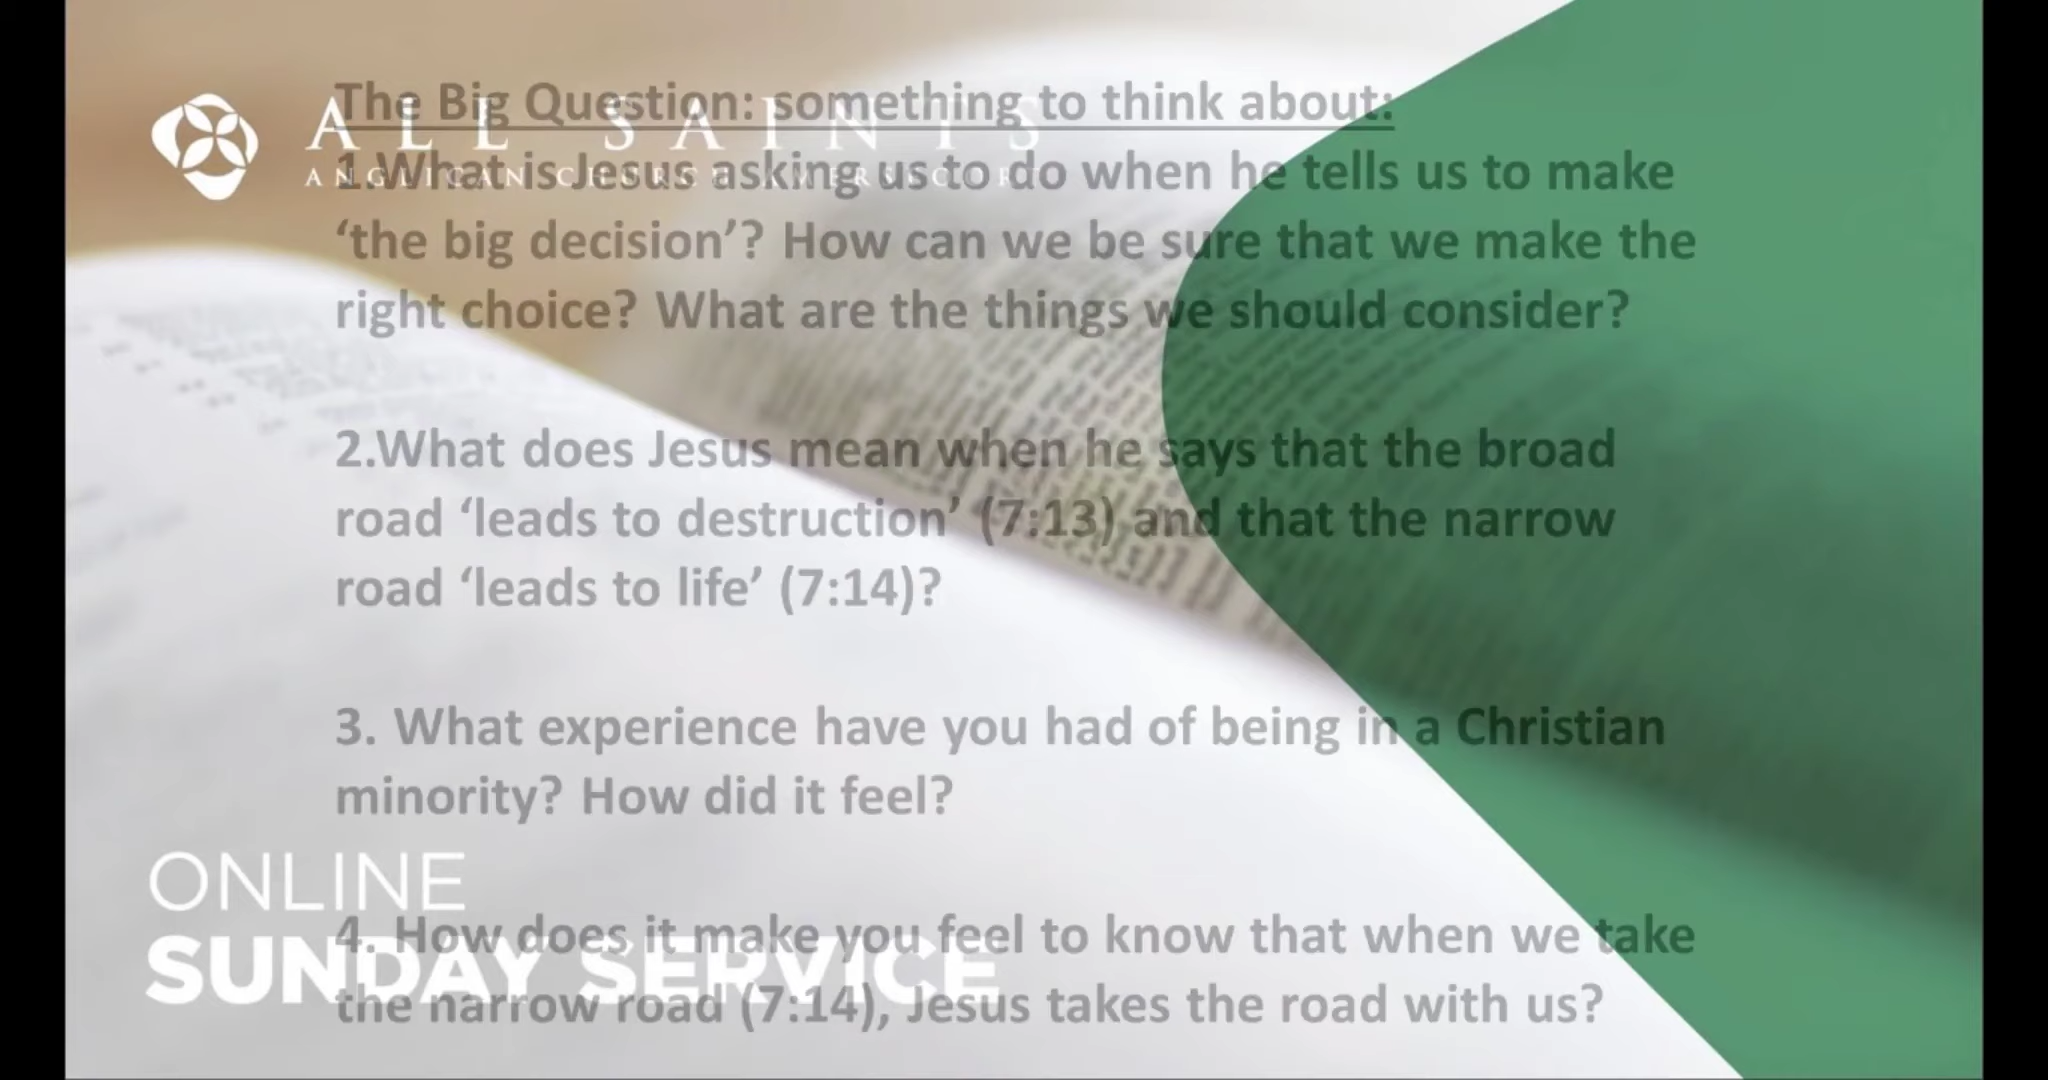 The Big Question: something to think about:
ALL SAINTS
1.What is Jesus asking us to do when he tells us to make
ANGLICAN CHURCH AMERSFOORT
‘the big decision’? How can we be sure that we make the
right choice? What are the things we should consider?
2.What does Jesus mean when he says that the broad
road ‘leads to destruction’ (7:13) and that the narrow
road ‘leads to life’ (7:14)?
3. What experience have you had of being in a Christian
minority? How did it feel?
ONLINE
4. How does it make you feel to know that when we take
SUNDAY SERVICE
the narrow road (7:14), Jesus takes the road with us?